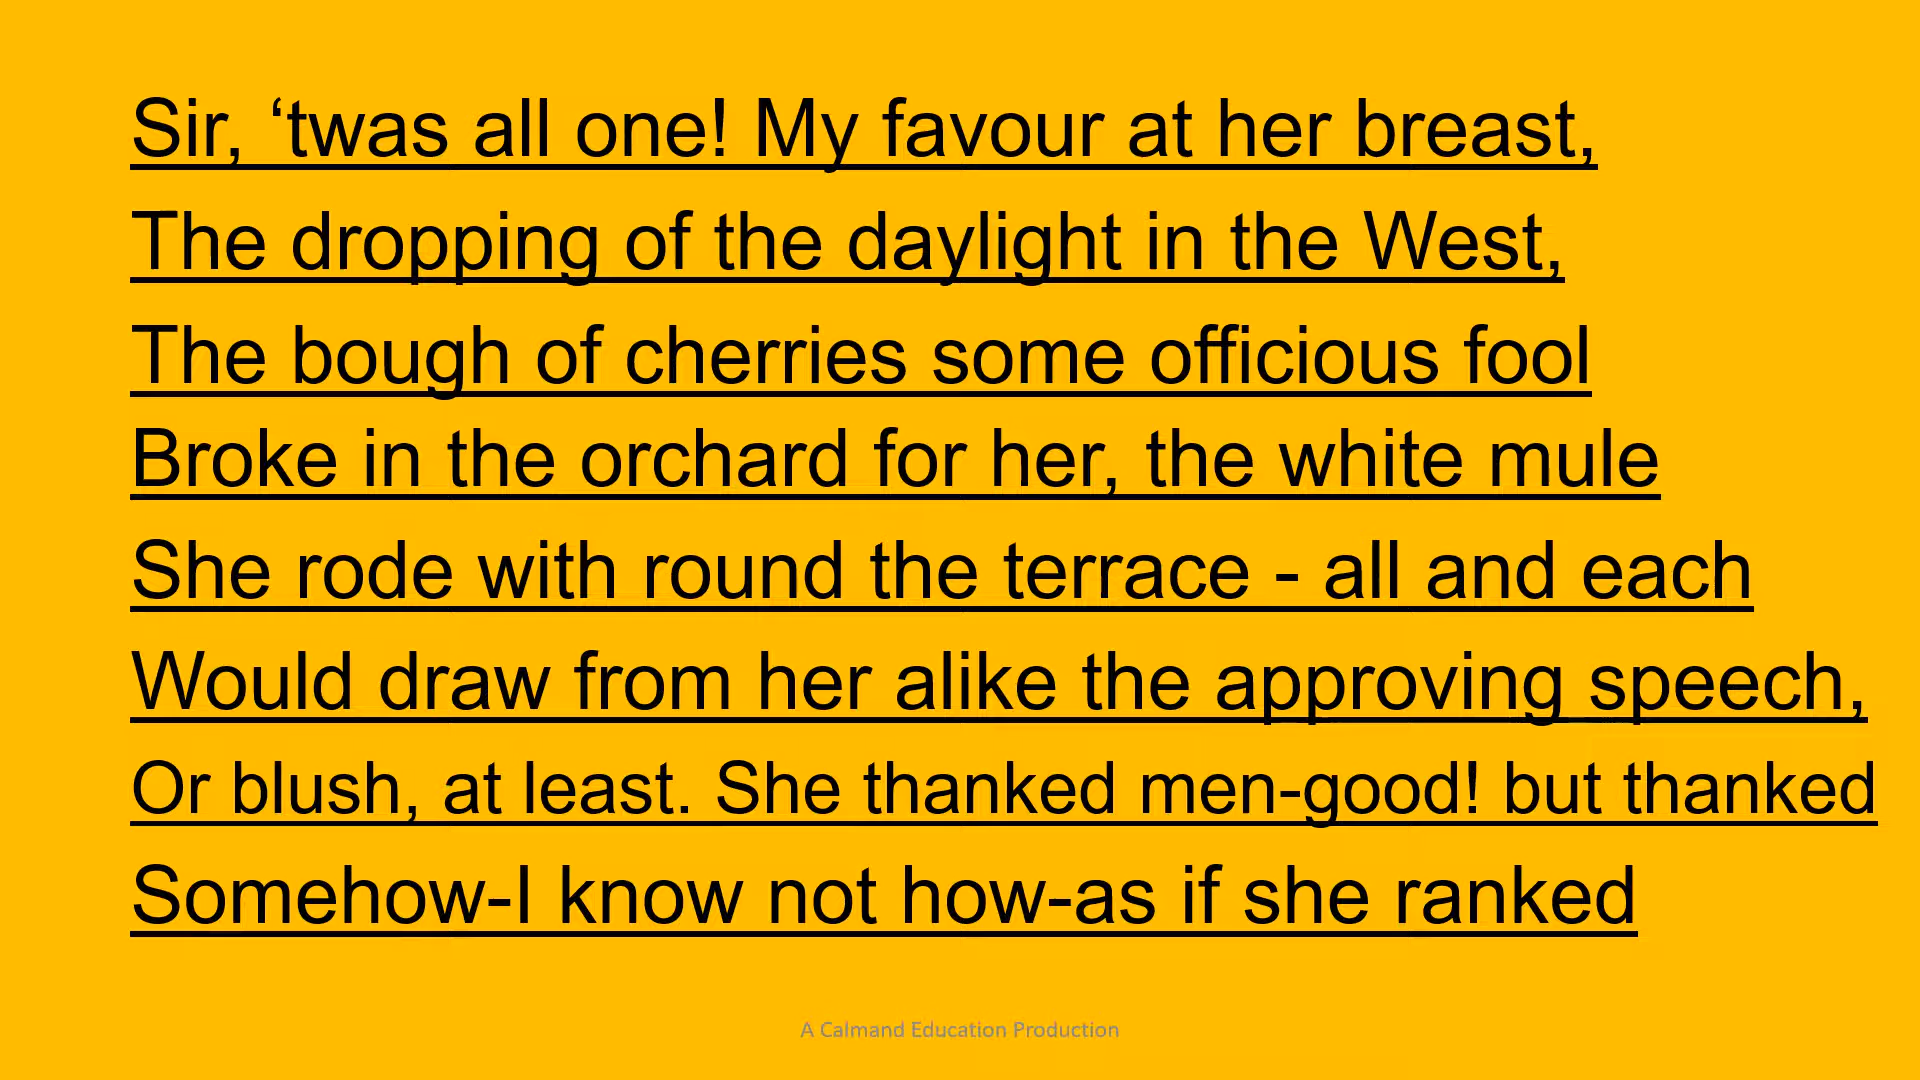 Sir, ‘twas all one! My favour at her breast,
The dropping of the daylight in the West,
The bough of cherries some officious fool
Broke in the orchard for her, the white mule
She rode with round the terrace - all and each
Would draw from her alike the approving speech,
Or blush, at least. She thanked men-good! but thanked
Somehow-I know not how-as if she ranked
A Calmand Education Production